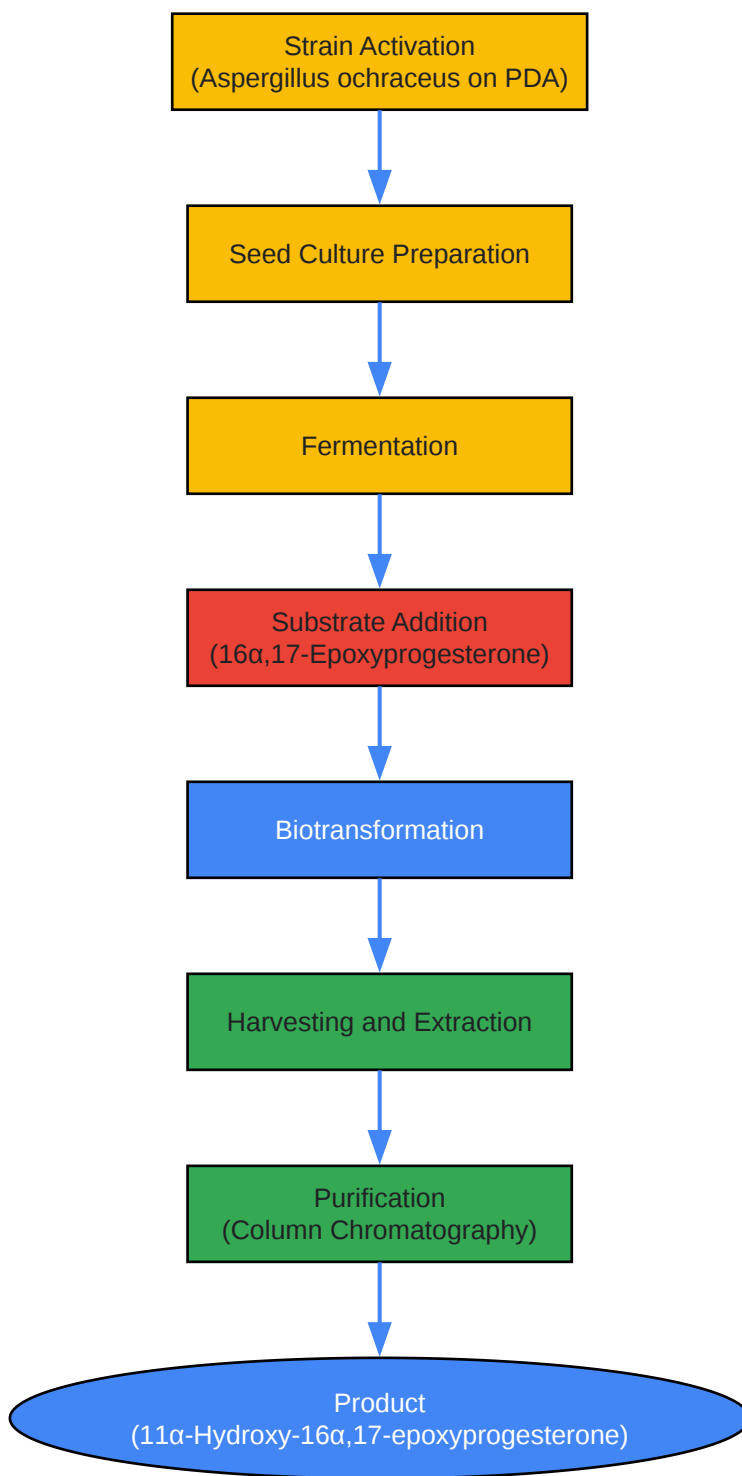 Strain Activation
(Aspergillus ochraceus on PDA)
Seed Culture Preparation
Fermentation
Substrate Addition
(16α,17-Epoxyprogesterone)
Biotransformation
Harvesting and Extraction
Purification
(Column Chromatography)
Product
(11α-Hydroxy-16α,17-epoxyprogesterone)